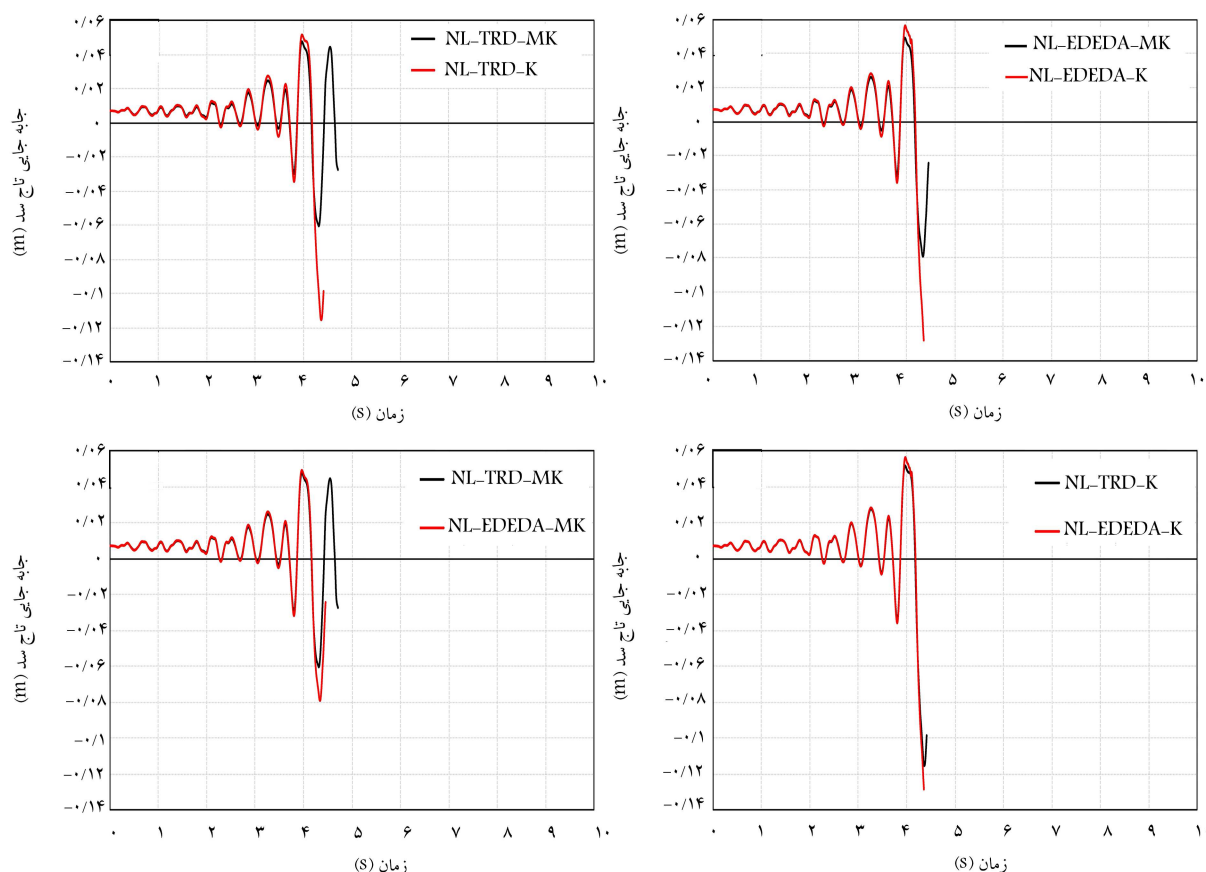 ۰/۰۶
۰/۰۴
۰/۰۲
۰
-۰/۰۲
-۰/۰۴
-۰/۰۶
-۰/۰۸
-۰/۱
-۰/۱۲
-۰/۱۴
جابه جایی تاج سد (m)
NL-TRD-MK
NL-TRD-K
۰ ۱ ۲ ۳ ۴ ۵ ۶ ۷ ۸ ۹ ۱۰
زمان (s)
۰/۰۶
۰/۰۴
۰/۰۲
۰
-۰/۰۲
-۰/۰۴
-۰/۰۶
-۰/۰۸
-۰/۱
-۰/۱۲
-۰/۱۴
جابه جایی تاج سد (m)
NL-EDEDA-MK
NL-EDEDA-K
۰ ۱ ۲ ۳ ۴ ۵ ۶ ۷ ۸ ۹ ۱۰
زمان (s)
۰/۰۶
۰/۰۴
۰/۰۲
۰
-۰/۰۲
-۰/۰۴
-۰/۰۶
-۰/۰۸
-۰/۱
-۰/۱۲
-۰/۱۴
جابه جایی تاج سد (m)
NL-TRD-MK
NL-EDEDA-MK
۰ ۱ ۲ ۳ ۴ ۵ ۶ ۷ ۸ ۹ ۱۰
زمان (s)
۰/۰۶
۰/۰۴
۰/۰۲
۰
-۰/۰۲
-۰/۰۴
-۰/۰۶
-۰/۰۸
-۰/۱
-۰/۱۲
-۰/۱۴
جابه جایی تاج سد (m)
NL-TRD-K
NL-EDEDA-K
۰ ۱ ۲ ۳ ۴ ۵ ۶ ۷ ۸ ۹ ۱
زمان (s)